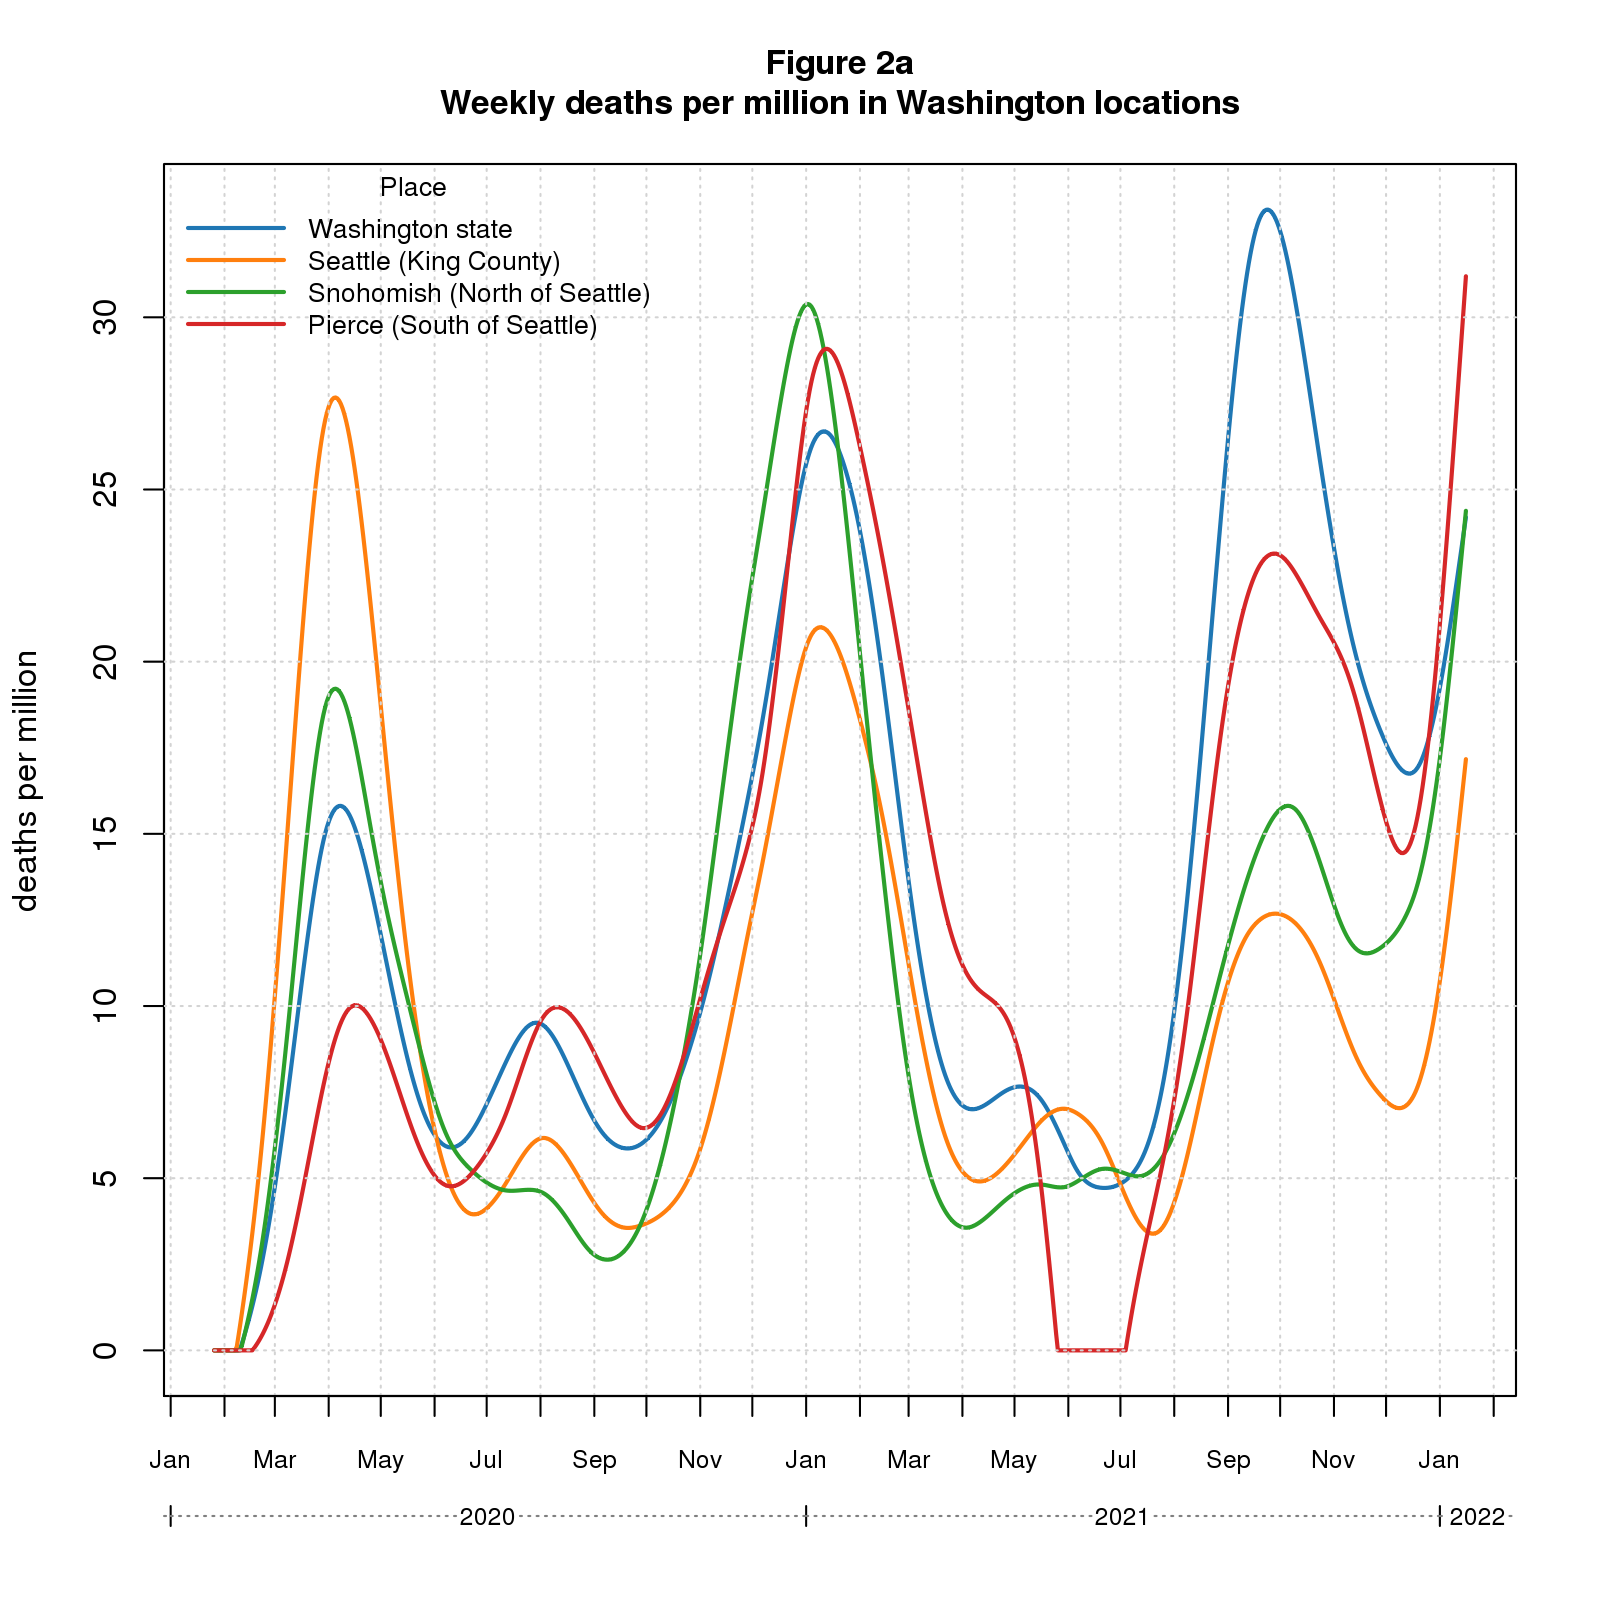 Figure 2a
Weekly deaths per million in Washington locations
Place
Washington state
Seattle (King County)
Snohomish (North of Seattle)
Pierce (South of Seattle)
deaths per million
30
25
20
15
10
5
0
Jan Mar May Jul Sep Nov Jan Mar May Jul Sep Nov Jan
2020 2021 2022